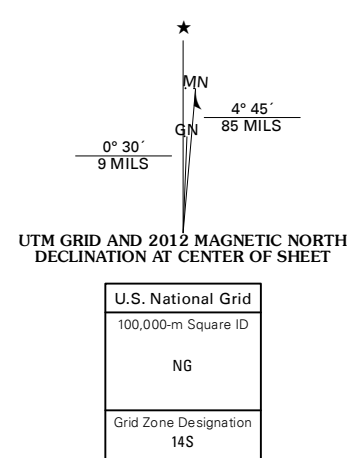 ★
MN
4° 45´
85 MILS
GN
0° 30´
9 MILS
UTM GRID AND 2012 MAGNETIC NORTH
DECLINATION AT CENTER OF SHEET
U.S. National Grid
100,000-m Square ID
NG
Grid Zone Designation
14S